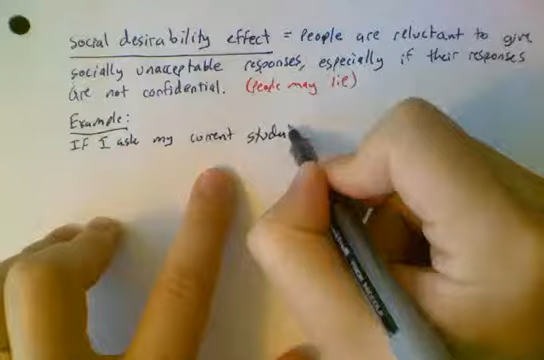 Social desirability effect = People are reluctant to give
socially unacceptable responses, especially if their responses
are not confidential. (People may lie)
Example:
If I ask my current stude